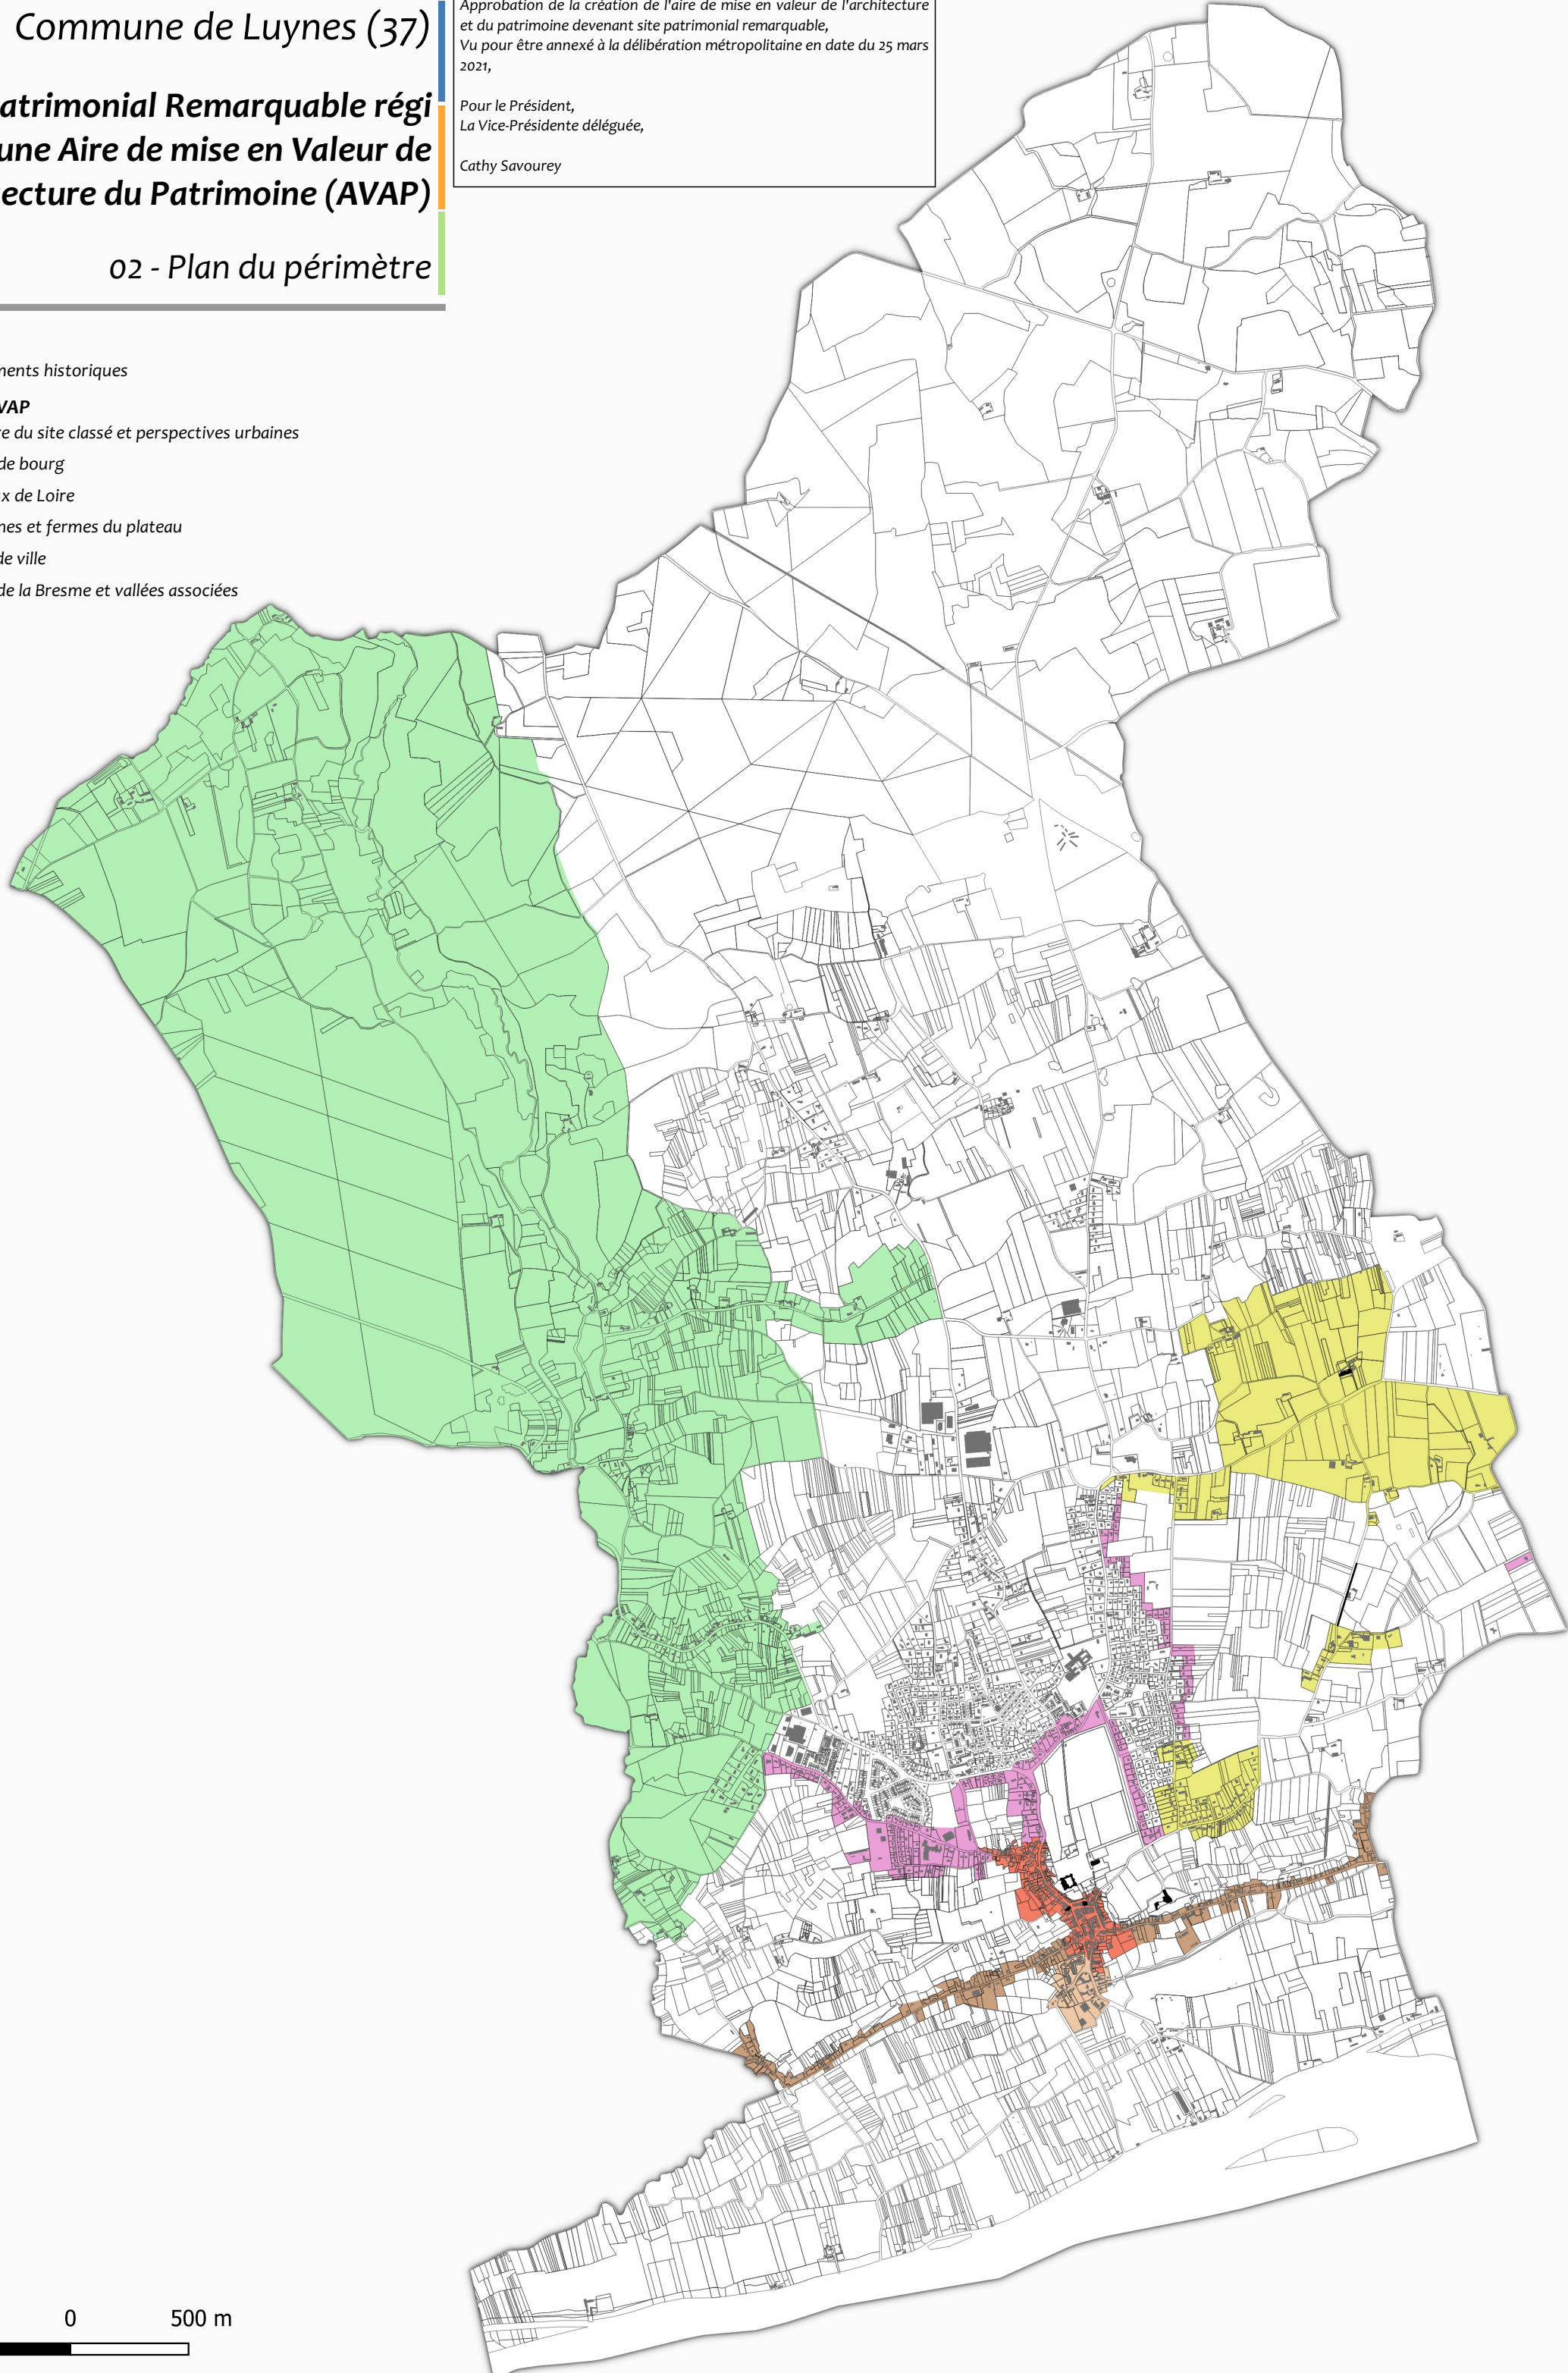 Commune de Luynes (37)
atrimonial Remarquable régi
une Aire de mise en Valeur de
ecture du Patrimoine (AVAP)
02 - Plan du périmètre
Approbation de la création de l'aire de mise en valeur de l'architecture
et du patrimoine devenant site patrimonial remarquable,
Vu pour être annexé à la délibération métropolitaine en date du 25 mars
2021,
Pour le Président,
La Vice-Présidente déléguée,
Cathy Savourey
ments historiques
VAP
re du site classé et perspectives urbaines
de bourg
x de Loire
nes et fermes du plateau
de ville
de la Bresme et vallées associées
0 500 m